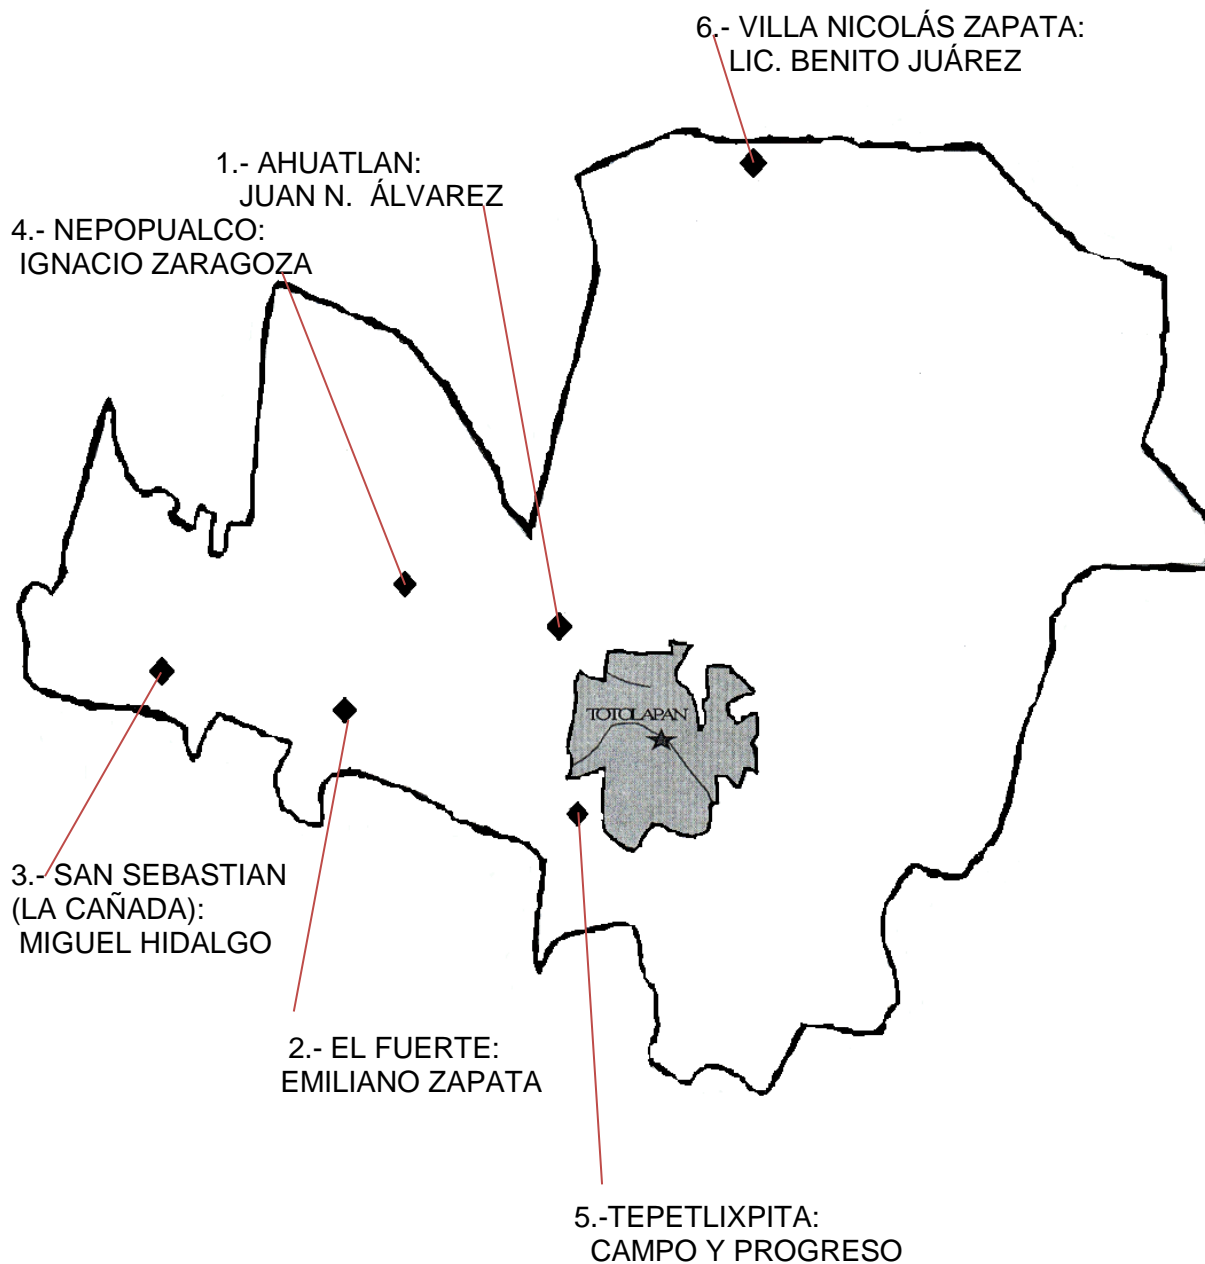 6.- VILLA NICOLÁS ZAPATA:
LIC. BENITO JUÁREZ
1.- AHUATLAN:
JUAN N. ÁLVAREZ
4.- NEPOPUALCO:
IGNACIO ZARAGOZA
TOTOLAPAN
3.- SAN SEBASTIAN
(LA CAÑADA):
MIGUEL HIDALGO
2.- EL FUERTE:
EMILIANO ZAPATA
5.-TEPETLIXPITA:
CAMPO Y PROGRESO